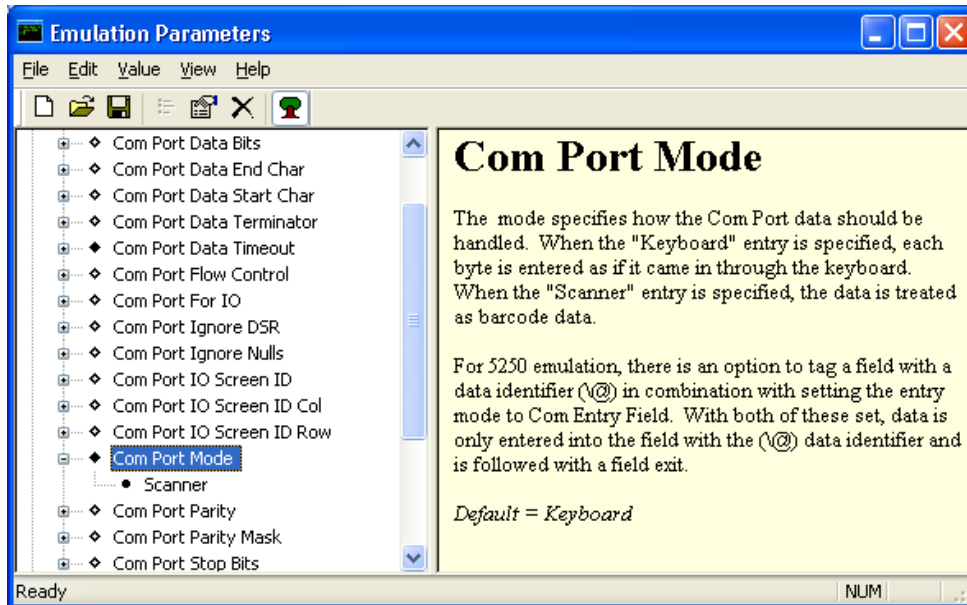 Emulation Parameters
File Edit Value View Help
Com Port Data Bits
Com Port Data End Char
Com Port Data Start Char
Com Port Data Terminator
Com Port Data Timeout
Com Port Flow Control
Com Port For IO
Com Port Ignore DSR
Com Port Ignore Nulls
Com Port IO Screen ID
Com Port IO Screen ID Col
Com Port IO Screen ID Row
Com Port Mode
Scanner
Com Port Parity
Com Port Parity Mask
Com Port Stop Bits
Com Port Mode
The mode specifies how the Com Port data should be
handled. When the "Keyboard" entry is specified, each
byte is entered as if it came in through the keyboard.
When the "Scanner" entry is specified, the data is treated
as barcode data.
For 5250 emulation, there is an option to tag a field with a
data identifier (\@) in combination with setting the entry
mode to Com Entry Field. With both of these set, data is
only entered into the field with the (\@) data identifier and
is followed with a field exit.
Default = Keyboard
Ready
NUM